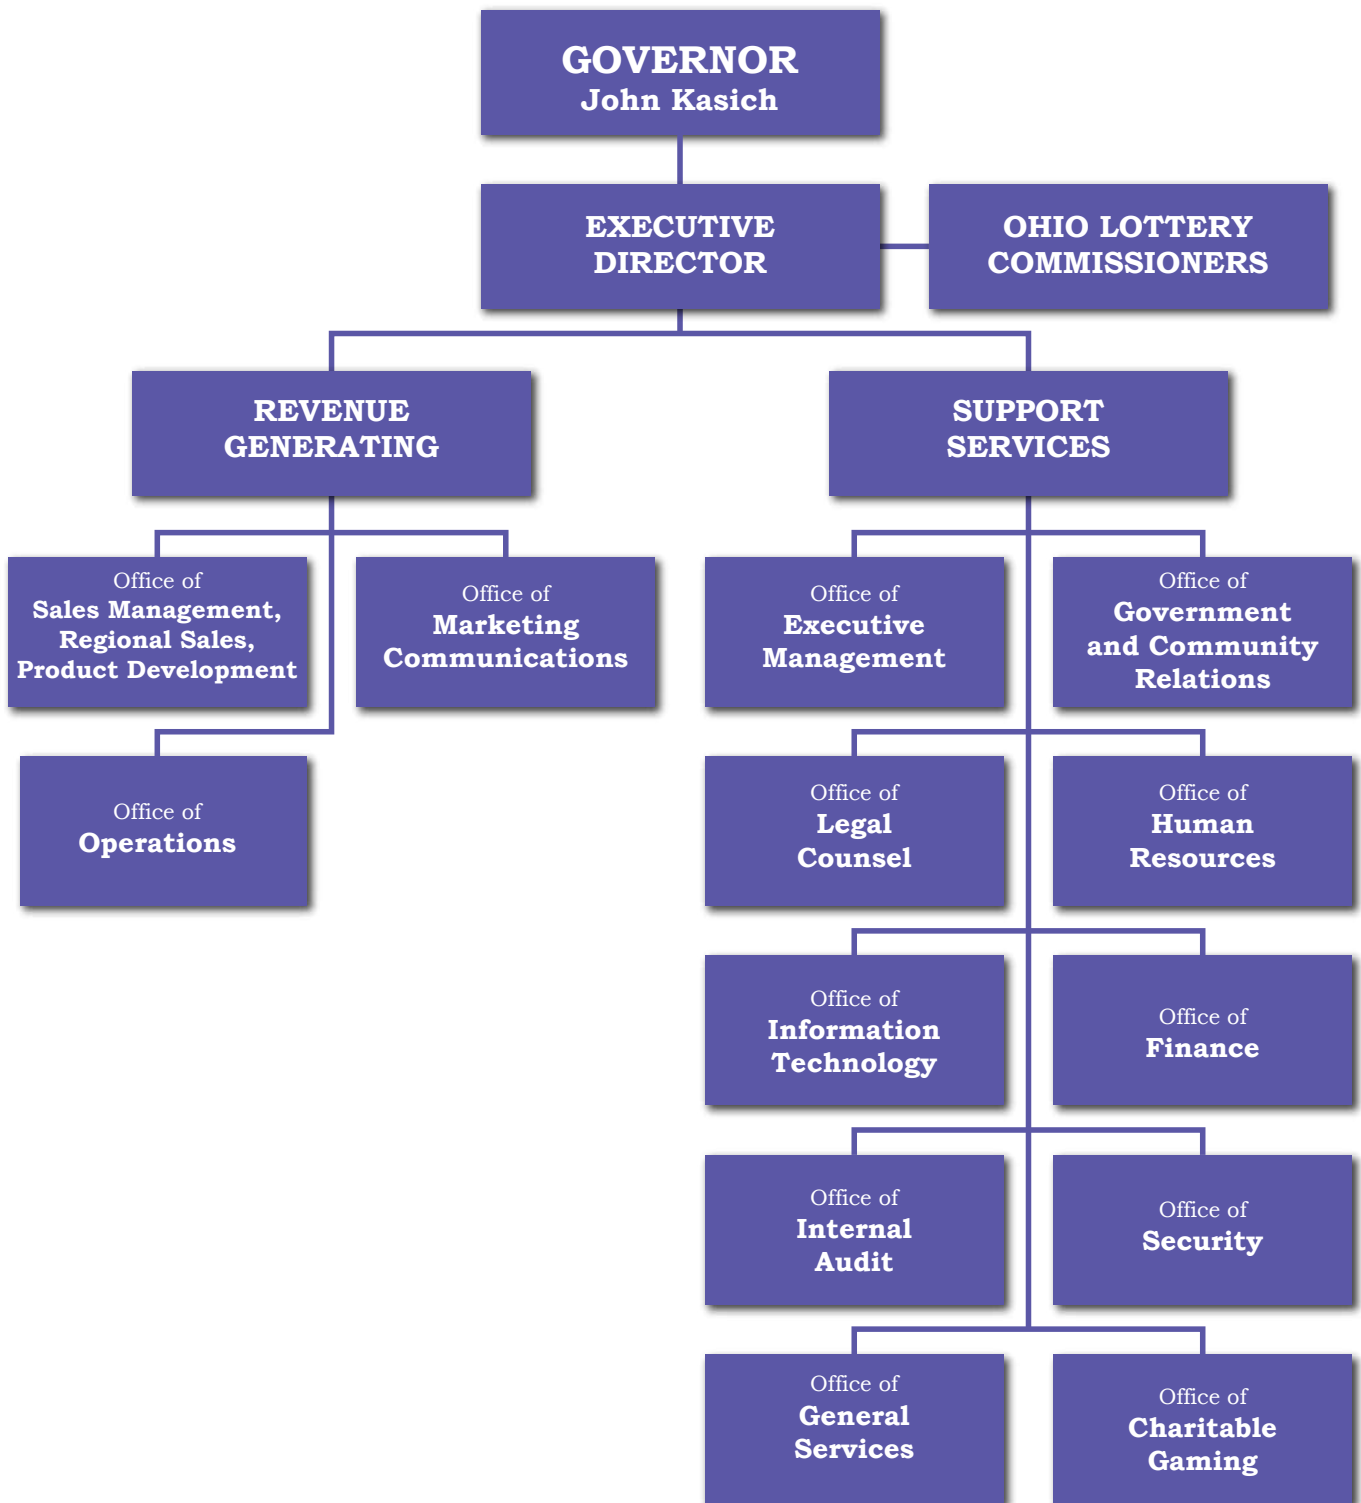 GOVERNOR
John Kasich
EXECUTIVE
DIRECTOR
OHIO LOTTERY
COMMISSIONERS
REVENUE
GENERATING
SUPPORT
SERVICES
Office of
Sales Management,
Regional Sales,
Product Development
Office of
Marketing
Communications
Office of
Executive
Management
Office of
Government
and Community
Relations
Office of
Operations
Office of
Legal
Counsel
Office of
Human
Resources
Office of
Information
Technology
Office of
Finance
Office of
Internal
Audit
Office of
Security
Office of
General
Services
Office of
Charitable
Gaming